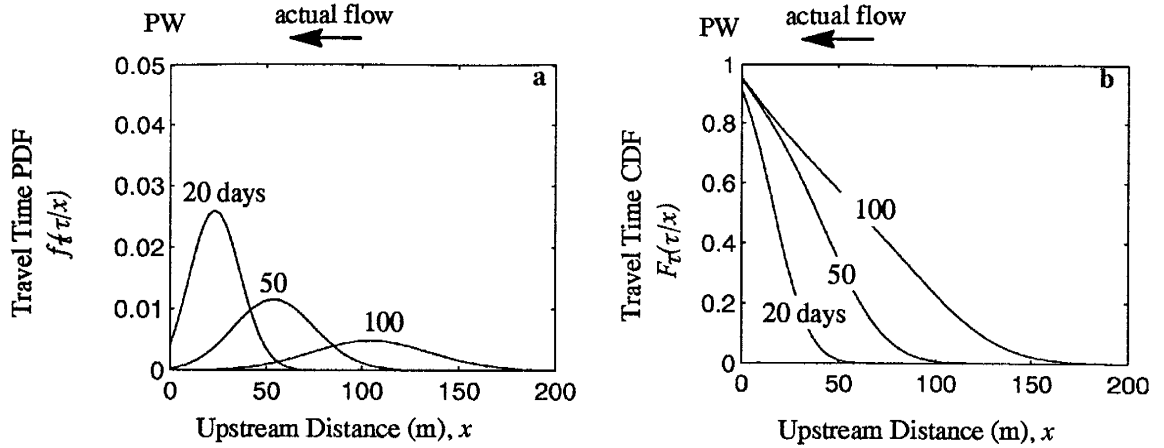 PW
actual flow
a
0.05
0.04
0.03
0.02
0.01
0
20 days
50
100
0
50
100
150
200
Travel Time PDF
f_τ(τ/x)
Upstream Distance (m), x
PW
actual flow
b
1
0.8
0.6
0.4
0.2
0
100
50
20 days
0
50
100
150
200
Travel Time CDF
F_τ(τ/x)
Upstream Distance (m), x